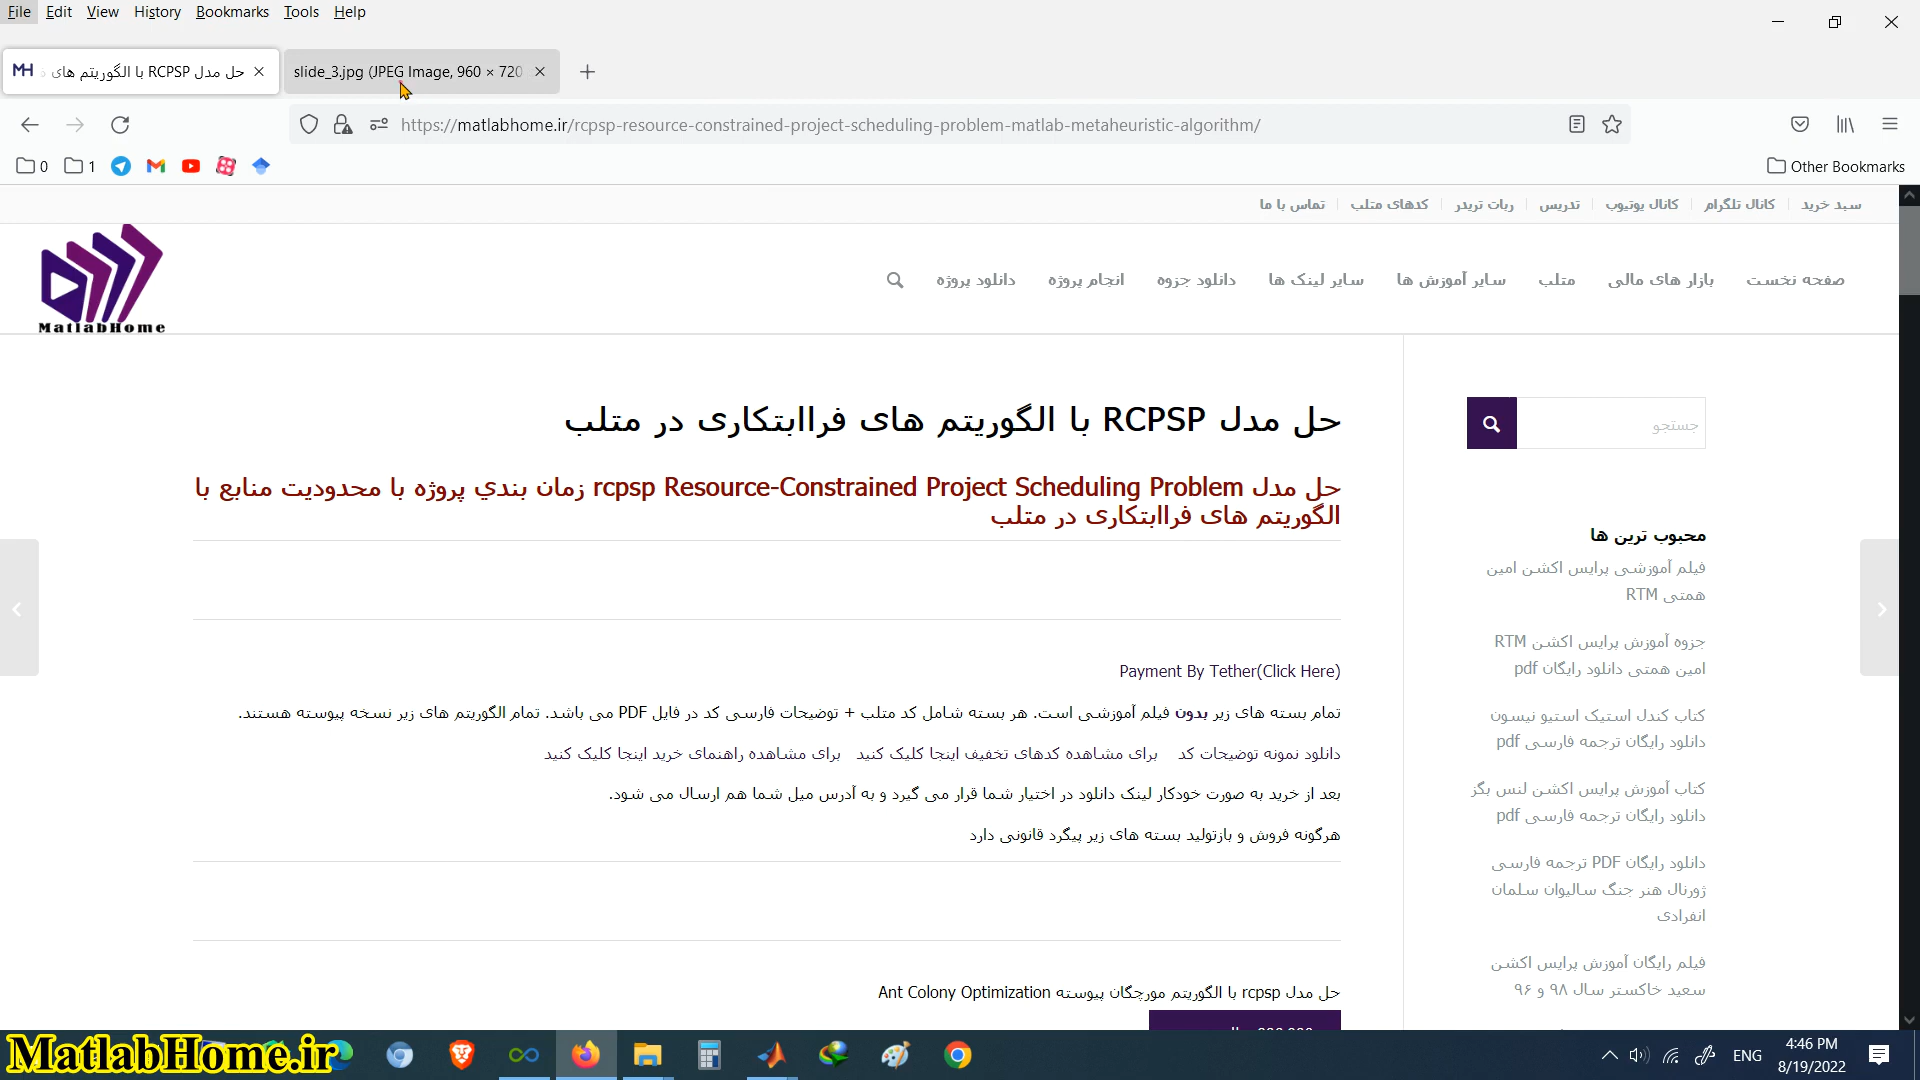 File Edit View History Bookmarks Tools Help
MH حل مدل RCPSP با الگوریتم های
slide_3.jpg (JPEG Image, 960 × 720
https://matlabhome.ir/rcpsp-resource-constrained-project-scheduling-problem-matlab-metaheuristic-algorithm/
0 1 Other Bookmarks
سبد خرید کانال تلگرام کانال یوتیوب تدریس ربات تریدر کدهای متلب تماس با ما
MatlabHome
صفحه نخست بازار های مالی متلب سایر آموزش ها سایر لینک ها دانلود جزوه انجام پروژه دانلود پروژه
حل مدل RCPSP با الگوریتم های فراابتکاری در متلب
حل مدل rcpsp Resource-Constrained Project Scheduling Problem زمان بندي پروژه با محدودیت منابع با
الگوریتم های فراابتکاری در متلب
Payment By Tether(Click Here)
تمام بسته های زیر بدون فیلم آموزشی است. هر بسته شامل کد متلب + توضیحات فارسی کد در فایل PDF می باشد. تمام الگوریتم های زیر نسخه پیوسته هستند.
دانلود نمونه توضیحات کد برای مشاهده کدهای تخفیف اینجا کلیک کنید برای مشاهده راهنمای خرید اینجا کلیک کنید
بعد از خرید به صورت خودکار لینک دانلود در اختیار شما قرار می گیرد و به آدرس میل شما هم ارسال می شود.
هرگونه فروش و بازتولید بسته های زیر پیگرد قانونی دارد
حل مدل rcpsp با الگوریتم مورچگان پیوسته Ant Colony Optimization
جستجو
محبوب ترین ها
فیلم آموزشی پرایس اکشن امین
همتی RTM
جزوه آموزش پرایس اکشن RTM
امین همتی دانلود رایگان pdf
کتاب کندل استیک استیو نیسون
دانلود رایگان ترجمه فارسی pdf
کتاب آموزش پرایس اکشن لنس بگز
دانلود رایگان ترجمه فارسی pdf
دانلود رایگان PDF ترجمه فارسی
ژورنال هنر جنگ سالیوان سلمان
انفرادی
فیلم رایگان آموزش پرایس اکشن
سعید خاکستر سال ۹۸ و ۹۶
MatlabHome.ir
ENG
4:46 PM
8/19/2022